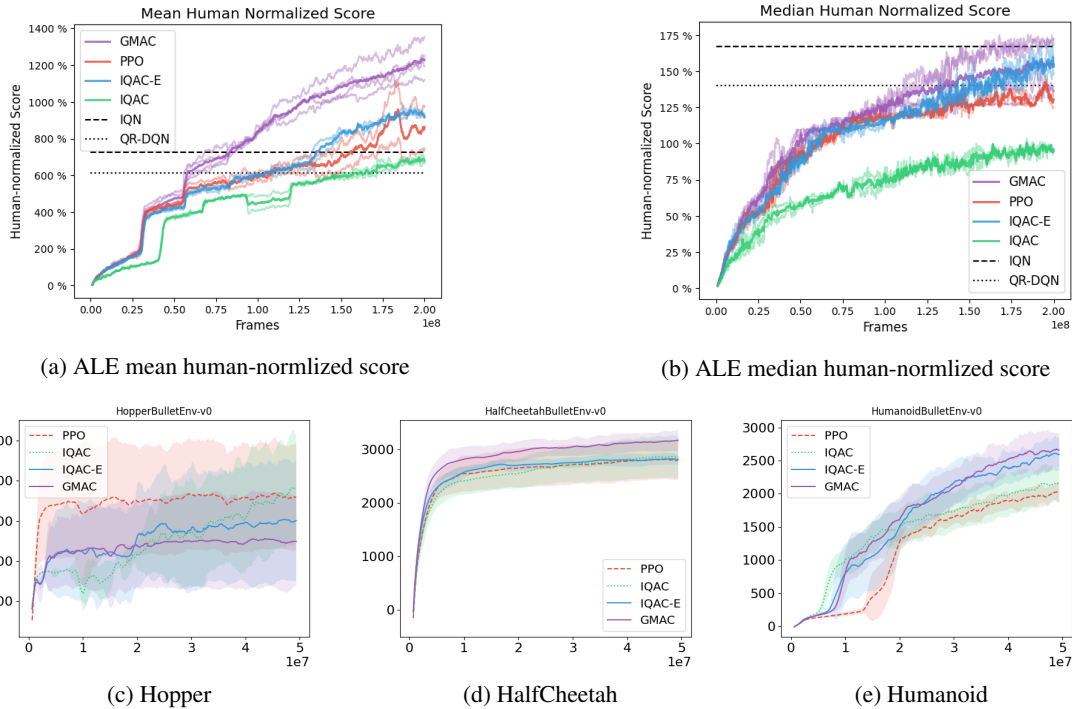 Mean Human Normalized Score
Human-normalized Score
1400 %
1200 %
1000 %
800 %
600 %
400 %
200 %
0 %
GMAC
PPO
IQAC-E
IQAC
IQN
QR-DQN
0.00 0.25 0.50 0.75 1.00 1.25 1.50 1.75 2.00
1e8
Frames
(a) ALE mean human-normlized score
Median Human Normalized Score
Human-normalized Score
175 %
150 %
125 %
100 %
75 %
50 %
25 %
0 %
GMAC
PPO
IQAC-E
IQAC
IQN
QR-DQN
0.00 0.25 0.50 0.75 1.00 1.25 1.50 1.75 2.00
1e8
Frames
(b) ALE median human-normlized score
HopperBulletEnv-v0
PPO
IQAC
IQAC-E
GMAC
0 1 2 3 4 5
1e7
(c) Hopper
HalfCheetahBulletEnv-v0
3000
2000
1000
0
PPO
IQAC
IQAC-E
GMAC
0 1 2 3 4 5
1e7
(d) HalfCheetah
HumanoidBulletEnv-v0
3000
2500
2000
1500
1000
500
0
PPO
IQAC
IQAC-E
GMAC
0 1 2 3 4 5
1e7
(e) Humanoid